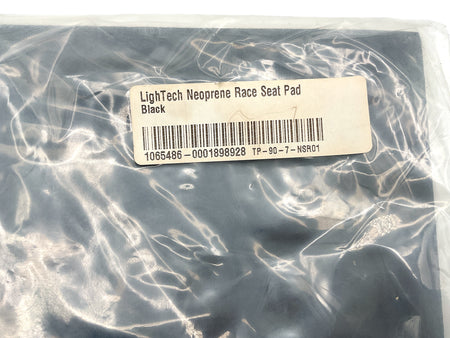 LighTech Neoprene Race Seat Pad
Black
1065486-0001898928 TP-90-7-NSR01